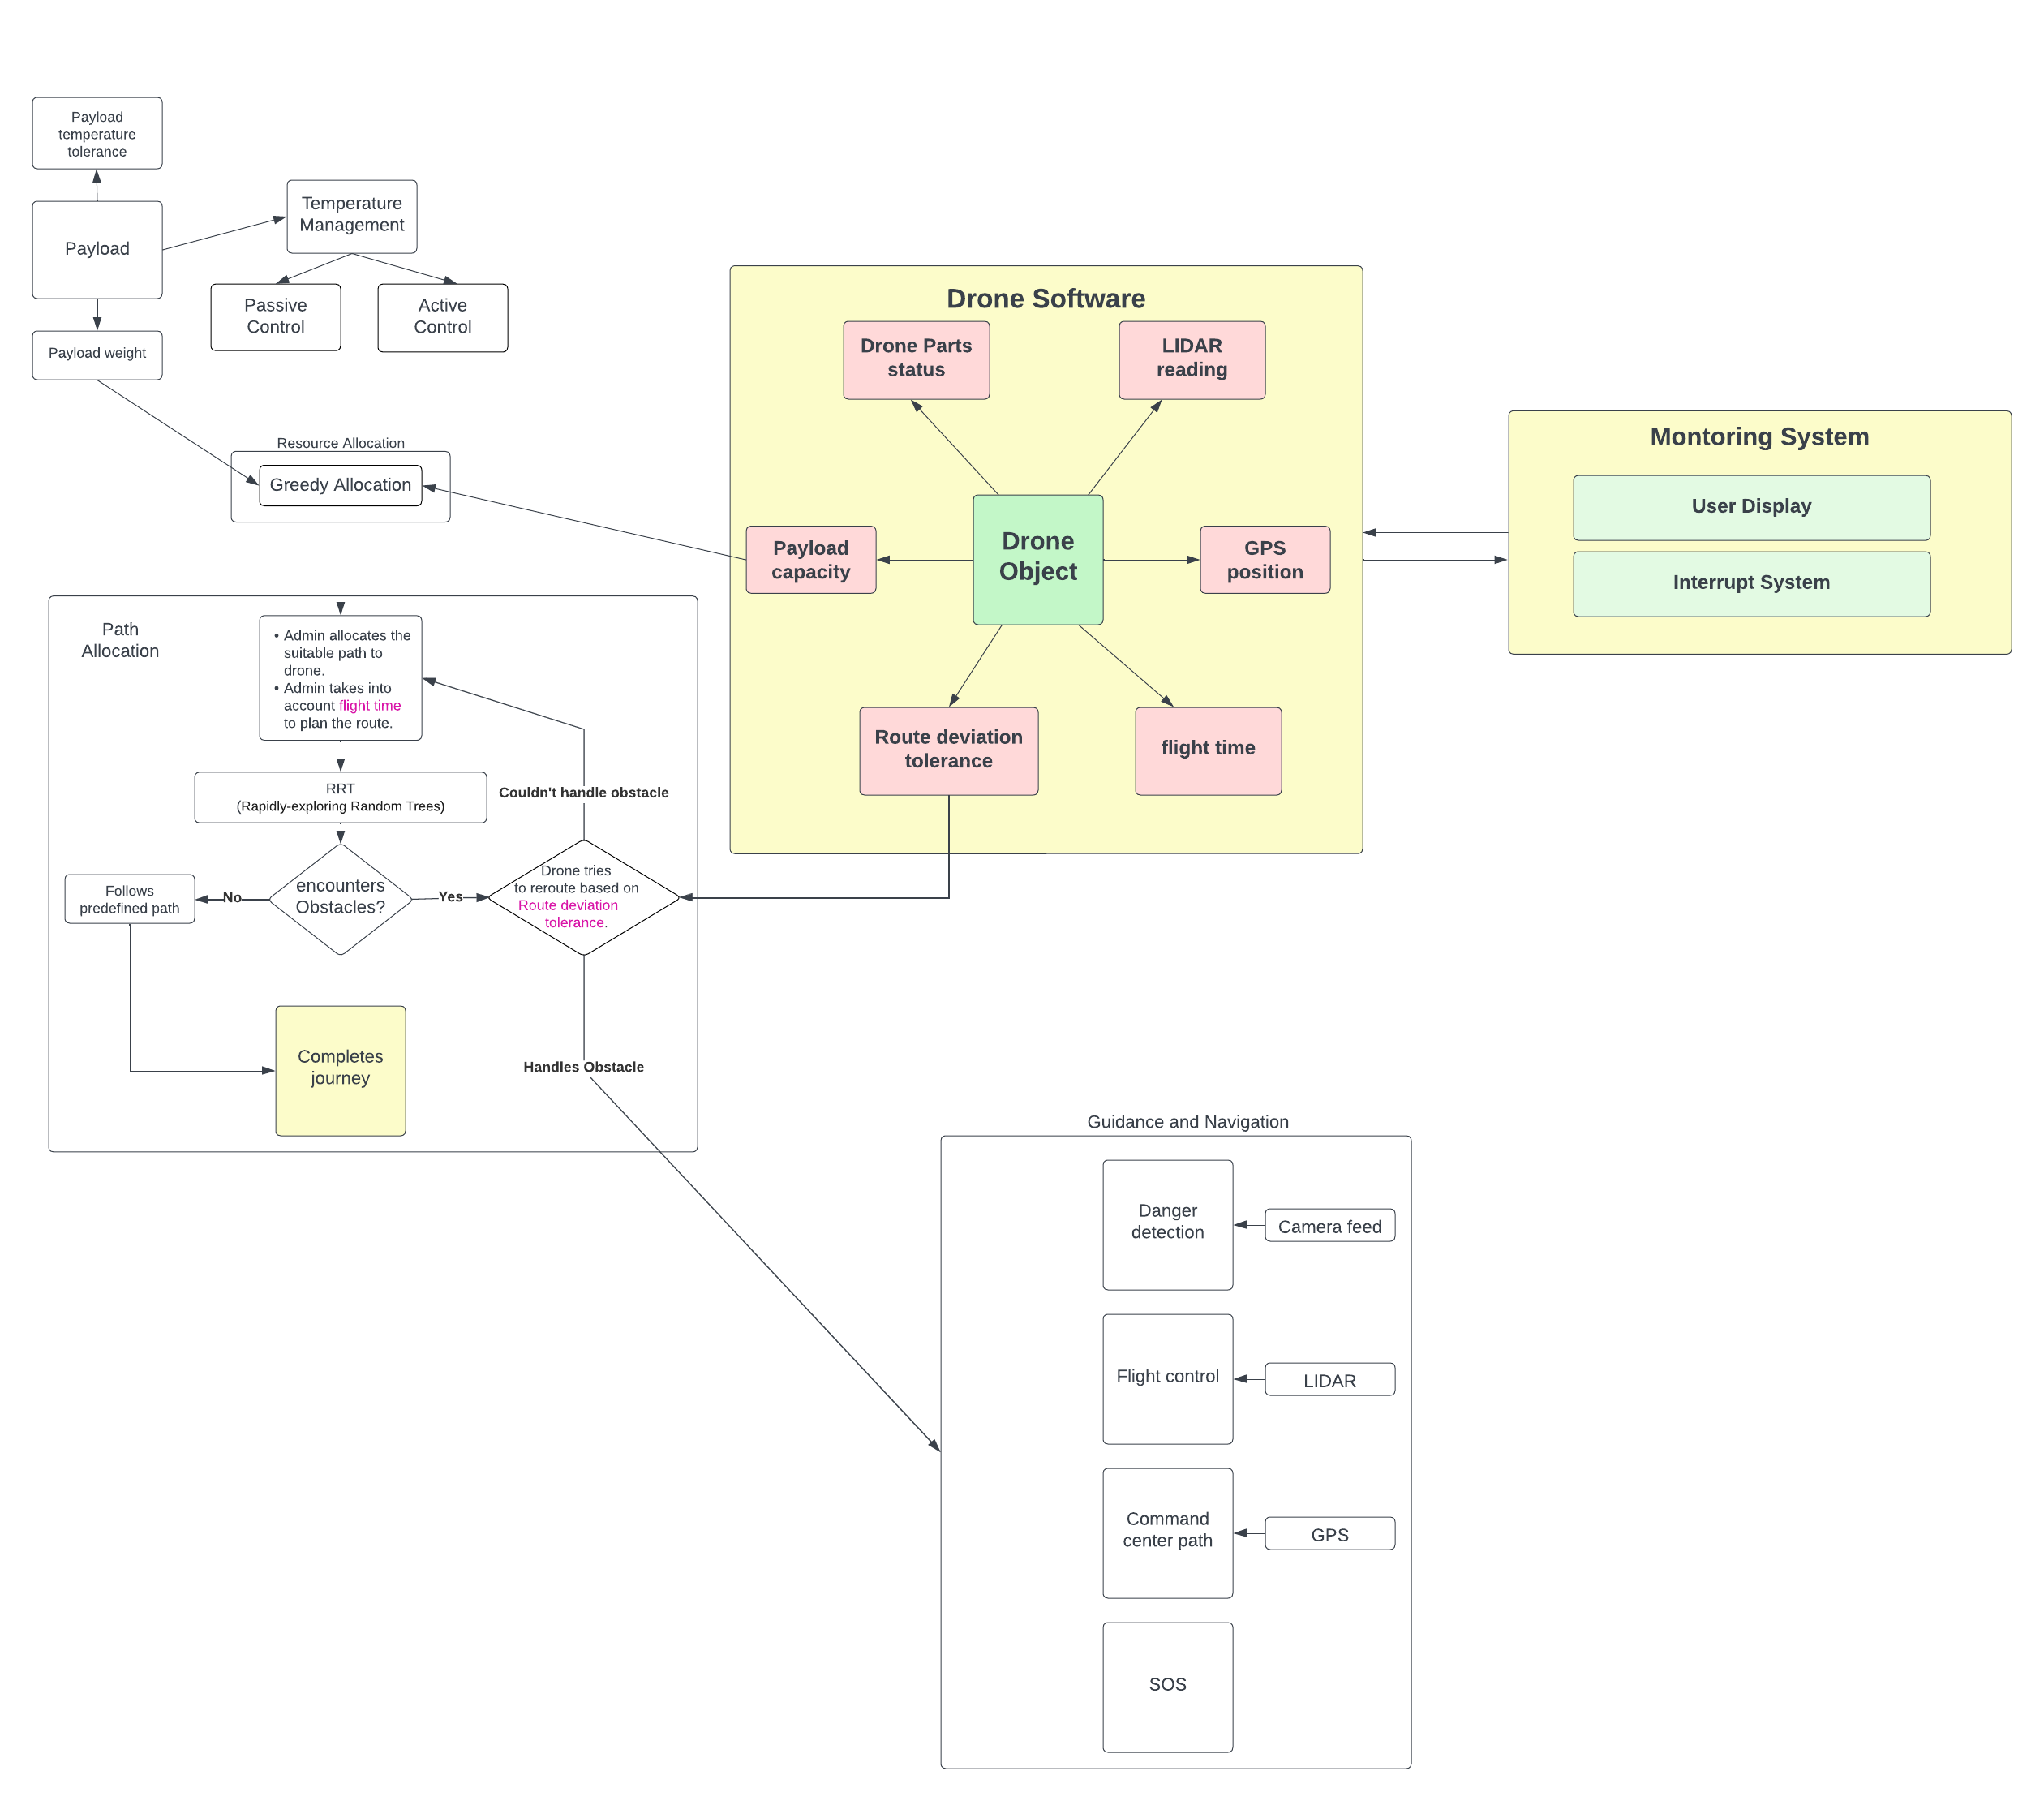 Payload
temperature
tolerance
Payload
Temperature
Management
Passive
Control
Active
Control
Payload weight
Resource Allocation
Greedy Allocation
Drone Software
Drone Parts
status
LIDAR
reading
Payload
capacity
Drone
Object
GPS
position
Route deviation
tolerance
flight time
Montoring System
User Display
Interrupt System
Path
Allocation
• Admin allocates the
suitable path to
drone.
• Admin takes into
account flight time
to plan the route.
RRT
(Rapidly-exploring Random Trees)
Couldn't handle obstacle
Follows
predefined path
No
encounters
Obstacles?
Yes
Drone tries
to reroute based on
Route deviation
tolerance.
Completes
journey
Handles Obstacle
Guidance and Navigation
Danger
detection
Camera feed
Flight control
LIDAR
Command
center path
GPS
SOS